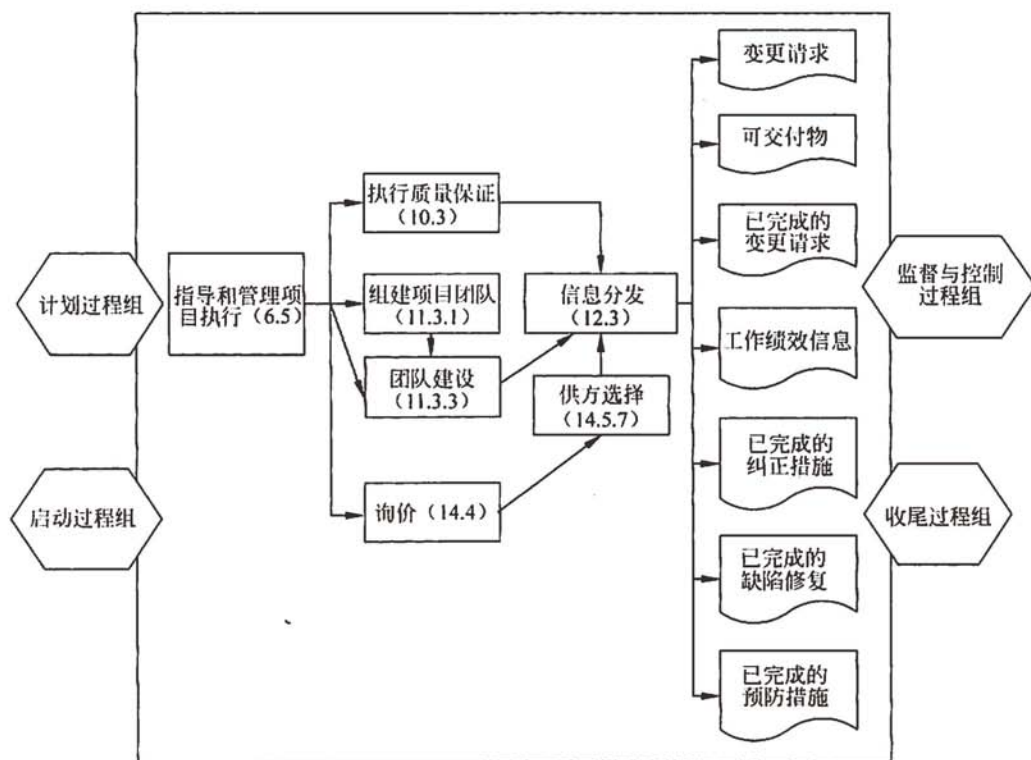 计划过程组
启动过程组
指导和管理项
目执行（6.5）
执行质量保证
（10.3）
组建项目团队
（11.3.1）
团队建设
（11.3.3）
询价（14.4）
信息分发
（12.3）
供方选择
（14.5.7）
变更请求
可交付物
已完成的
变更请求
工作绩效信息
已完成的
纠正措施
已完成的
缺陷修复
已完成的
预防措施
监督与控制
过程组
收尾过程组